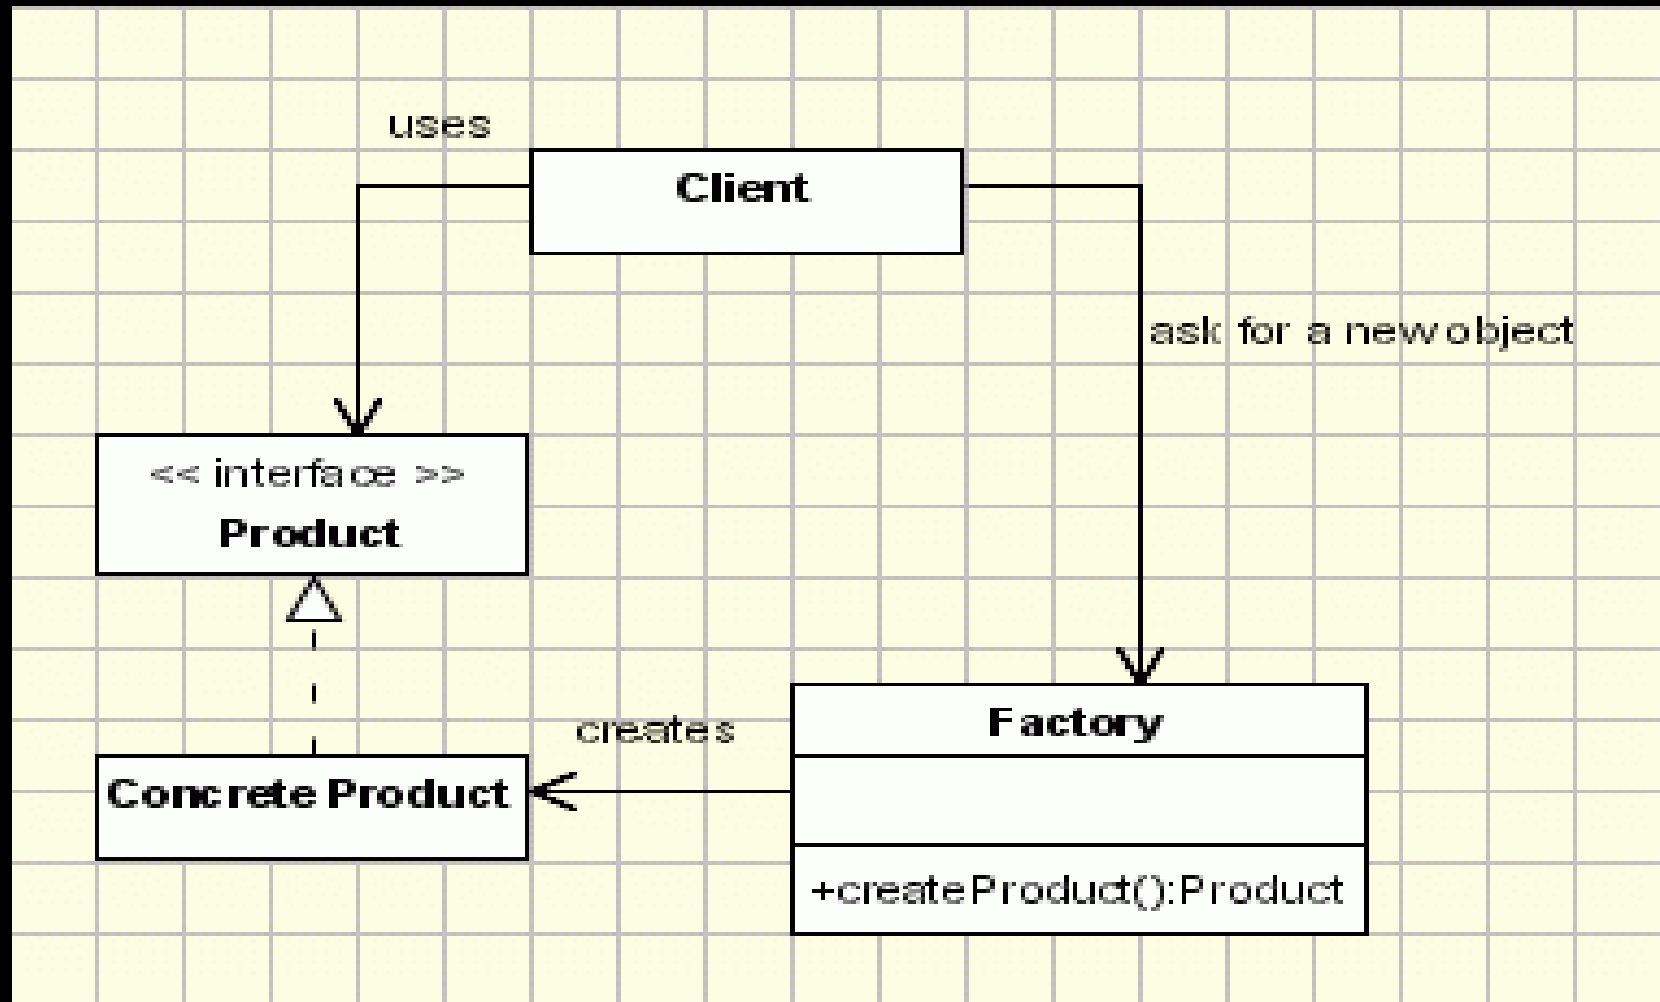 uses
Client
ask for a new object
<< interface >>
Product
creates
Factory
Concrete Product
+createProduct():Product